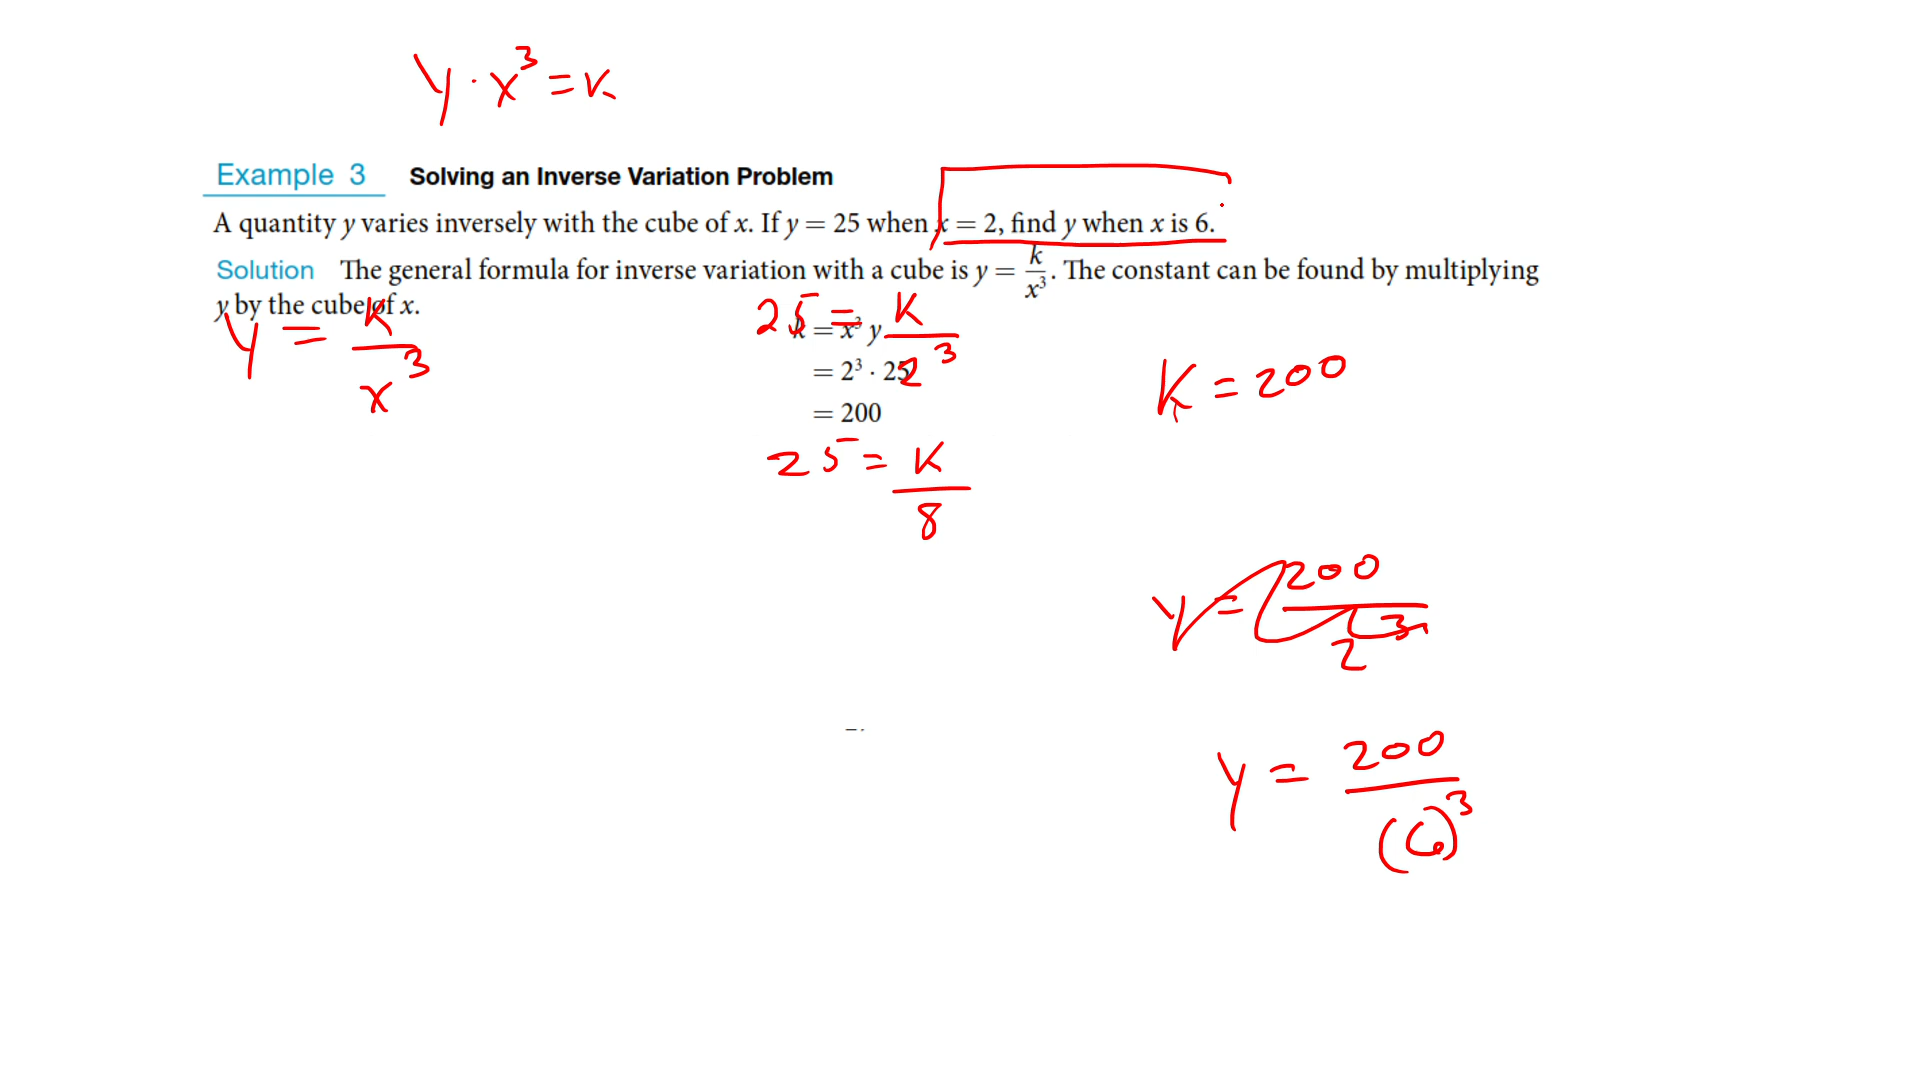 y · x³ = k
Example 3 Solving an Inverse Variation Problem
A quantity y varies inversely with the cube of x. If y = 25 when x = 2, find y when x is 6.
Solution The general formula for inverse variation with a cube is y = k/x³. The constant can be found by multiplying
y by the cube of x.
y = k/x³
25 = k/2³
k = x³ y
= 2³ · 25
= 200
k = 200
25 = k/8
y = 200/2³
y = 200/(6)³